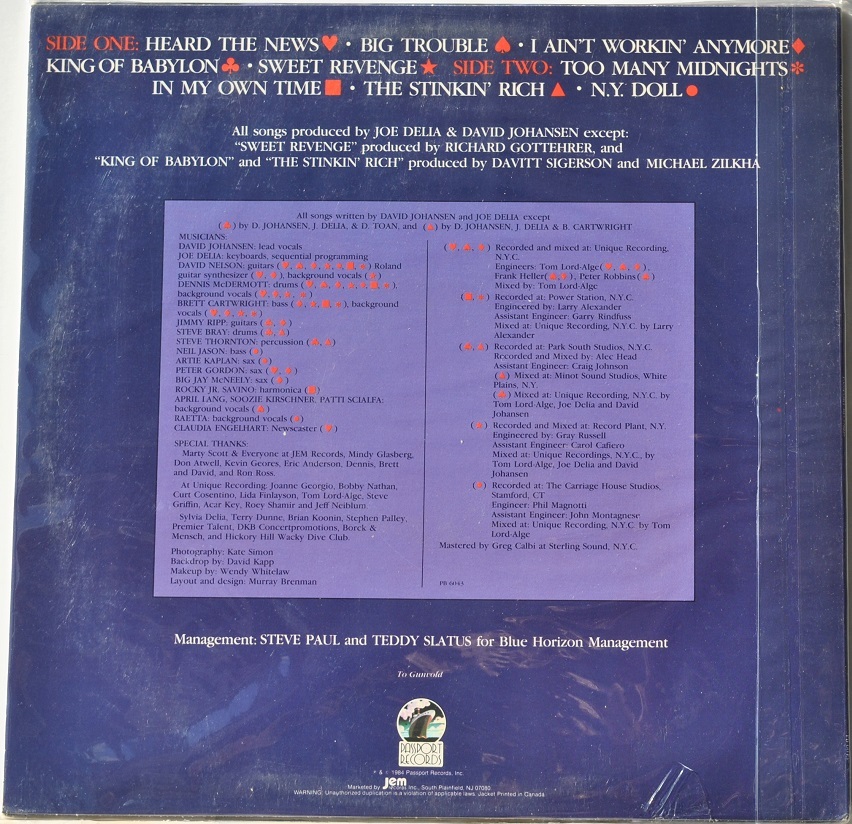 SIDE ONE: HEARD THE NEWS♥ · BIG TROUBLE♠ · I AIN'T WORKIN' ANYMORE♦
KING OF BABYLON♣ · SWEET REVENGE★ SIDE TWO: TOO MANY MIDNIGHTS✻
IN MY OWN TIME■ · THE STINKIN' RICH▲ · N.Y. DOLL●
All songs produced by JOE DELIA & DAVID JOHANSEN except:
"SWEET REVENGE" produced by RICHARD GOTTEHRER, and
"KING OF BABYLON" and "THE STINKIN' RICH" produced by DAVITT SIGERSON and MICHAEL ZILKHA
All songs written by DAVID JOHANSEN and JOE DELIA except
by D. JOHANSEN, J. DELIA, & D. TOAN, and by D. JOHANSEN, J. DELIA & B. CARTWRIGHT
MUSICIANS:
DAVID JOHANSEN: lead vocals
JOE DELIA: keyboards, sequential programming
DAVID NELSON: guitars Roland
guitar synthesizer, background vocals
DENNIS McDERMOTT: drums,
background vocals
BRETT CARTWRIGHT: bass, background
vocals
JIMMY RIPP: guitars
STEVE BRAY: drums
STEVE THORNTON: percussion
NEIL JASON: bass
ARTIE KAPLAN: sax
PETER GORDON: sax
BIG JAY McNEELY: sax
ROCKY JR. SAVINO: harmonica (■)
APRIL LANG, SOOZIE KIRSCHNER, PATTI SCIALFA:
background vocals
RAETTA: background vocals
CLAUDIA ENGELHART: Newscaster
SPECIAL THANKS:
Marty Scott & Everyone at JEM Records, Mindy Glasberg,
Don Atwell, Kevin Geores, Eric Anderson, Dennis, Brett
and David, and Ron Ross.
At Unique Recording: Joanne Georgio, Bobby Nathan,
Curt Cosentino, Lida Finlayson, Tom Lord-Alge, Steve
Griffin, Acar Key, Roey Shamir and Jeff Neiblum.
Sylvia Delia, Terry Dunne, Brian Koonin, Stephen Palley,
Premier Talent, DKB Concertpromotions, Borck &
Mensch, and Hickory Hill Wacky Dive Club.
Photography: Kate Simon
Backdrop by: David Kapp
Makeup by: Wendy Whitelaw
Layout and design: Murray Brenman
Recorded and mixed at: Unique Recording,
N.Y.C.
Engineers: Tom Lord-Alge,
Frank Heller, Peter Robbins
Mixed by: Tom Lord-Alge
Recorded at: Power Station, N.Y.C.
Engineered by: Larry Alexander
Assistant Engineer: Garry Rindfuss
Mixed at: Unique Recording, N.Y.C. by Larry
Alexander
Recorded at: Park South Studios, N.Y.C.
Recorded and Mixed by: Alec Head
Assistant Engineer: Craig Johnson
Mixed at: Minot Sound Studios, White
Plains, N.Y.
Mixed at: Unique Recording, N.Y.C. by
Tom Lord-Alge, Joe Delia and David
Johansen
Recorded and Mixed at: Record Plant, N.Y.
Engineered by: Gray Russell
Assistant Engineer: Carol Cafiero
Mixed at: Unique Recordings, N.Y.C., by
Tom Lord-Alge, Joe Delia and David
Johansen
Recorded at: The Carriage House Studios,
Stamford, CT
Engineer: Phil Magnotti
Assistant Engineer: John Montagnese
Mixed at: Unique Recording, N.Y.C. by Tom
Lord-Alge
Mastered by Greg Calbi at Sterling Sound, N.Y.C.
PB 6043
Management: STEVE PAUL and TEDDY SLATUS for Blue Horizon Management
To Gunvold
PASSPORT
RECORDS
1984 Passport Records, Inc.
jem
Marketed by Records Inc., South Plainfield, NJ 07080
WARNING: Unauthorized duplication is a violation of applicable laws. Jacket Printed in Canada